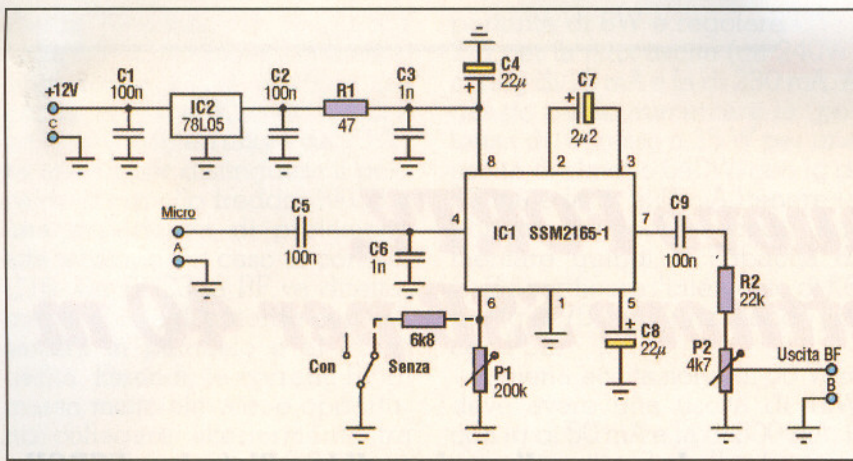 +12V
C
C1
100n
IC2
78L05
C2
100n
R1
47
C3
1n
C4
22µ
+
C7
+
2µ2
8
2
3
Micro
A
C5
100n
C6
1n
4
IC1 SSM2165-1
7
C9
100n
6
1
5
R2
22k
Con
Senza
6k8
P1
200k
+
C8
22µ
P2
4k7
Uscita BF
B